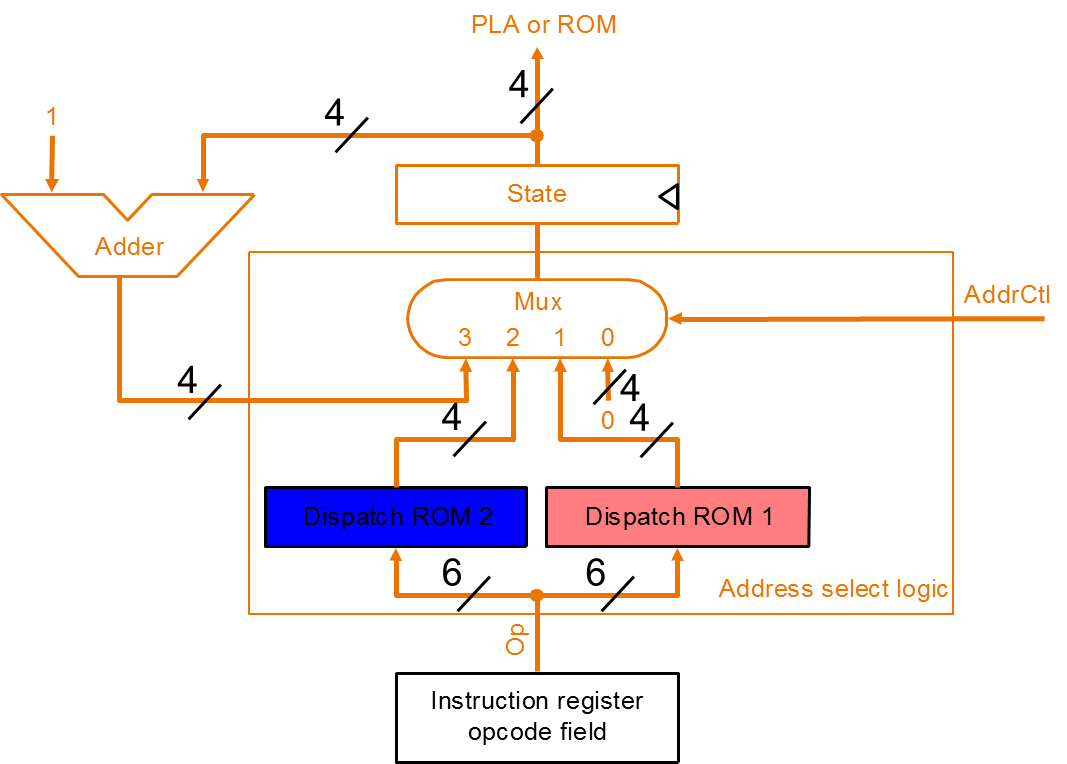 PLA or ROM
4
4
1
State
Adder
Mux
AddrCtl
3 2 1 0
4
4
4
4
0
Dispatch ROM 2
Dispatch ROM 1
6
6
Address select logic
Op
Instruction register
opcode field